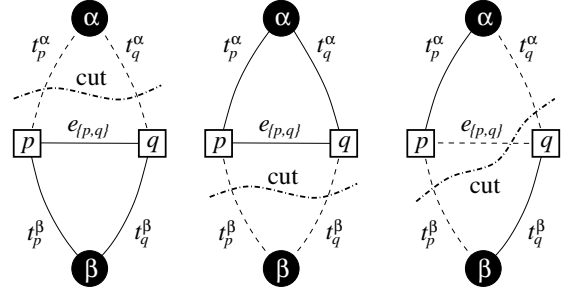 α α α
t_p^α t_q^α t_p^α t_q^α t_p^α t_q^α
cut
p e_{p,q} q p e_{p,q} q p e_{p,q} q
cut cut
t_p^β t_q^β t_p^β t_q^β t_p^β t_q^β
β β β